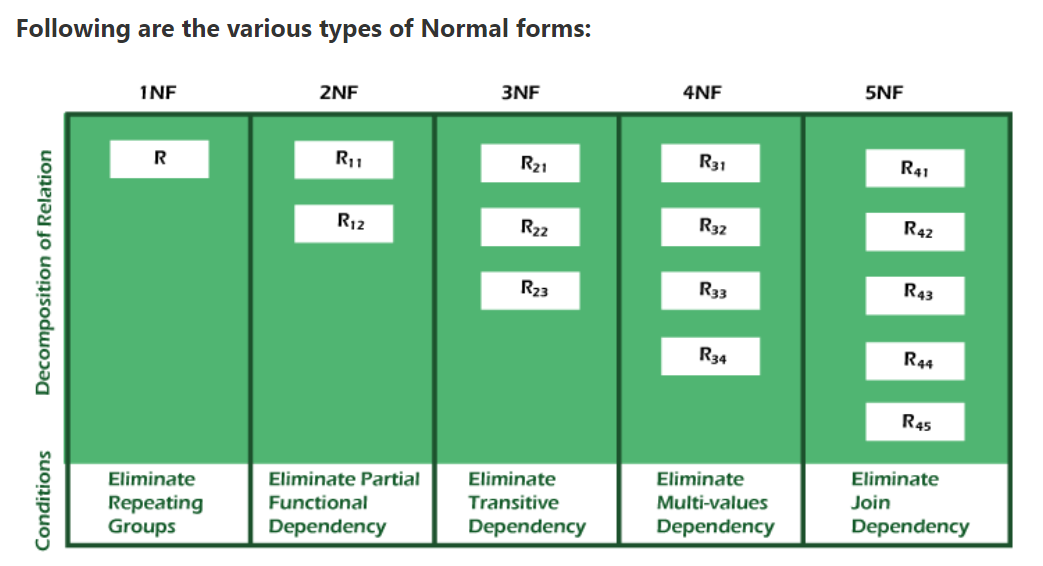 Following are the various types of Normal forms:
1NF 2NF 3NF 4NF 5NF
Decomposition of Relation
R R11 R21 R31 R41
R12 R22 R32 R42
R23 R33 R43
R34 R44
R45
Conditions
Eliminate
Repeating
Groups
Eliminate Partial
Functional
Dependency
Eliminate
Transitive
Dependency
Eliminate
Multi-values
Dependency
Eliminate
Join
Dependency